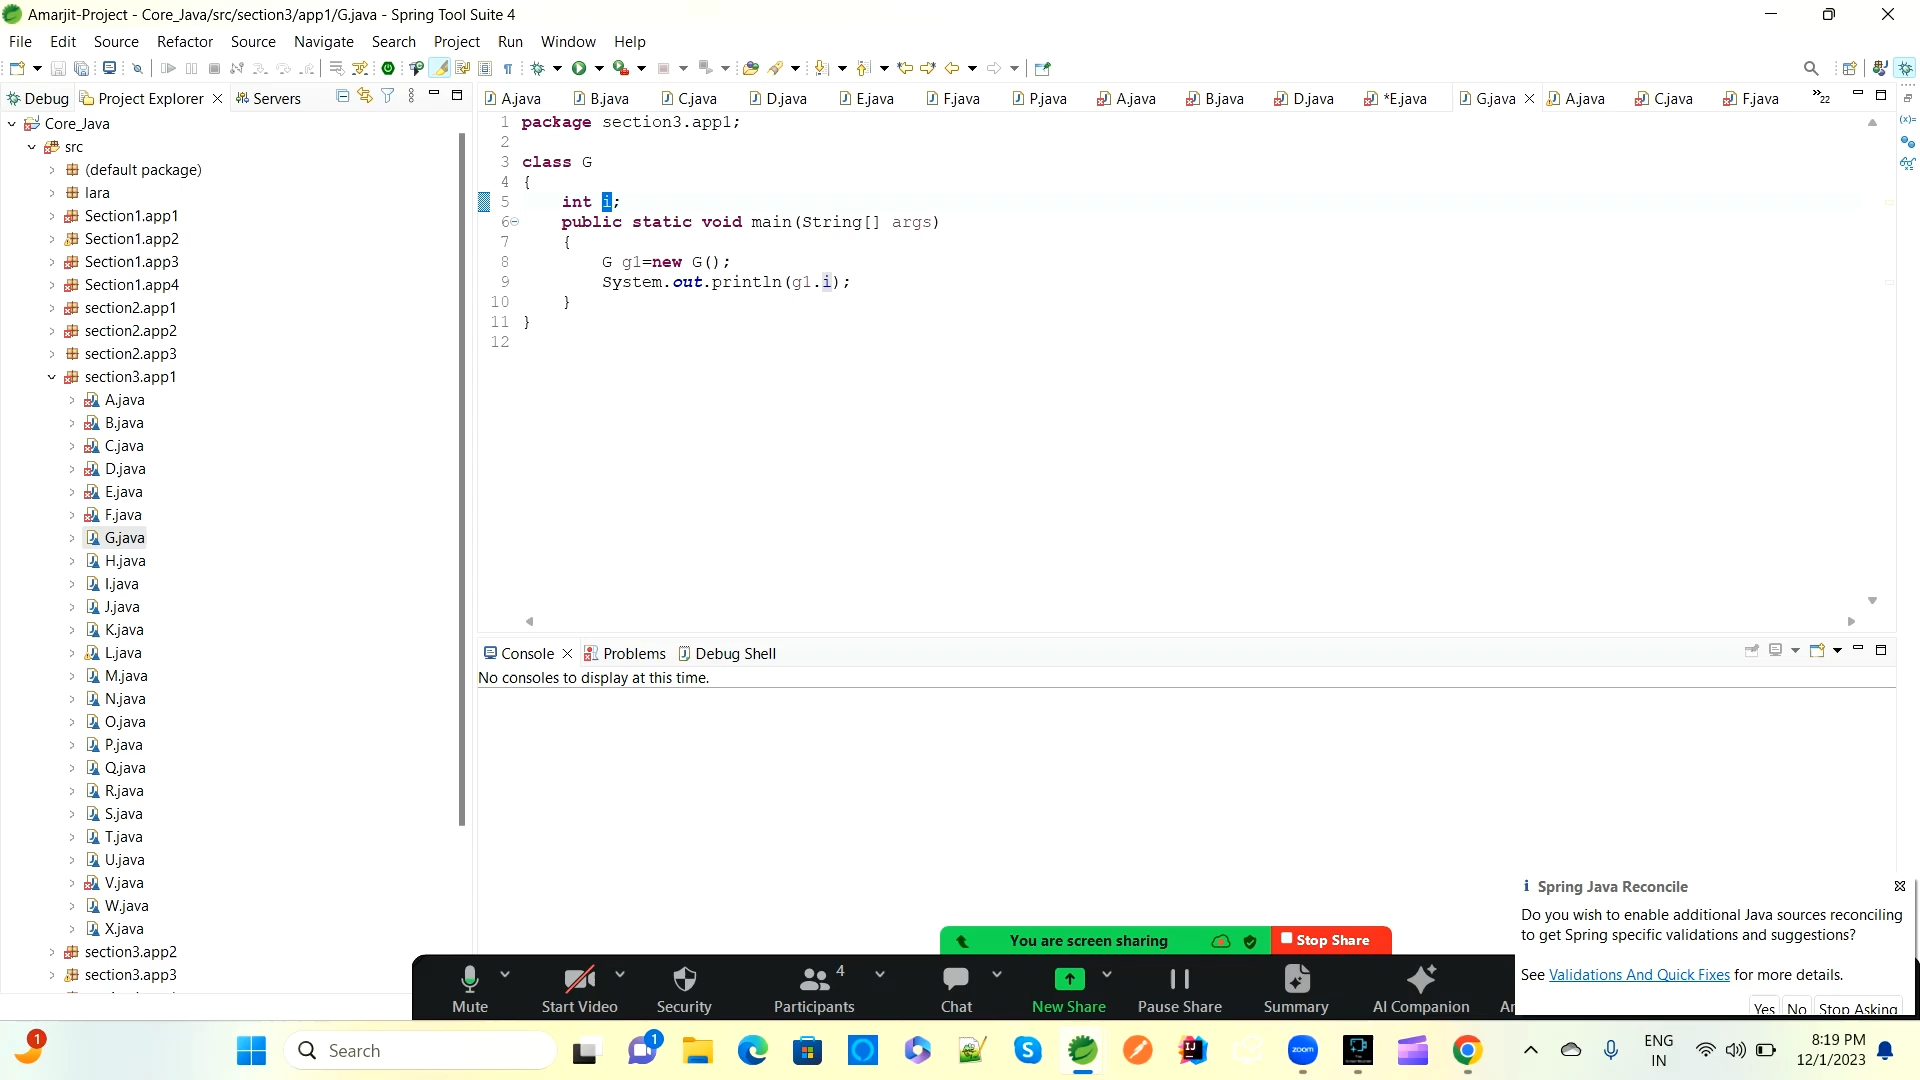 Amarjit-Project - Core_Java/src/section3/app1/G.java - Spring Tool Suite 4
File Edit Source Refactor Source Navigate Search Project Run Window Help
Debug Project Explorer Servers
A.java B.java C.java D.java E.java F.java P.java A.java B.java D.java *E.java G.java A.java C.java F.java »22
Core_Java
src
(default package)
lara
Section1.app1
Section1.app2
Section1.app3
Section1.app4
section2.app1
section2.app2
section2.app3
section3.app1
A.java
B.java
C.java
D.java
E.java
F.java
G.java
H.java
I.java
J.java
K.java
L.java
M.java
N.java
O.java
P.java
Q.java
R.java
S.java
T.java
U.java
V.java
W.java
X.java
section3.app2
section3.app3
1 package section3.app1;
2
3 class G
4 {
5 int i;
6 public static void main(String[] args)
7 {
8 G g1=new G();
9 System.out.println(g1.i);
10 }
11 }
12
Console Problems Debug Shell
No consoles to display at this time.
Spring Java Reconcile
Do you wish to enable additional Java sources reconciling
to get Spring specific validations and suggestions?
See Validations And Quick Fixes for more details.
Yes No Stop Asking
You are screen sharing Stop Share
4
Mute Start Video Security Participants Chat New Share Pause Share Summary AI Companion
1
Search
1
zoom
ENG
IN
8:19 PM
12/1/2023